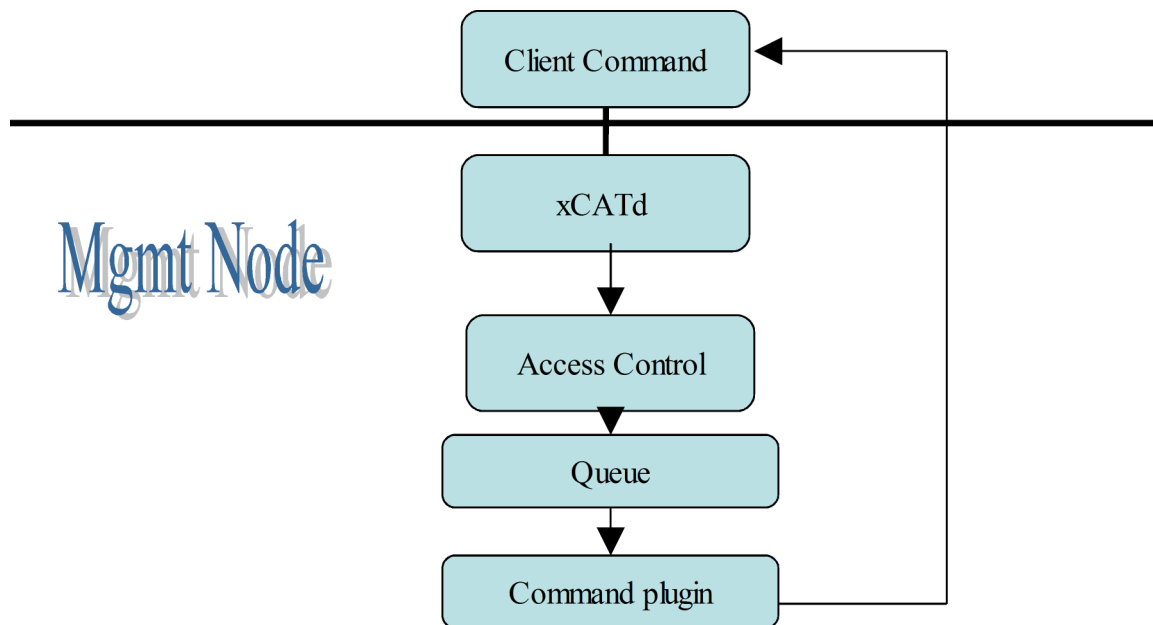 Client Command
xCATd
Mgmt Node
Access Control
Queue
Command plugin